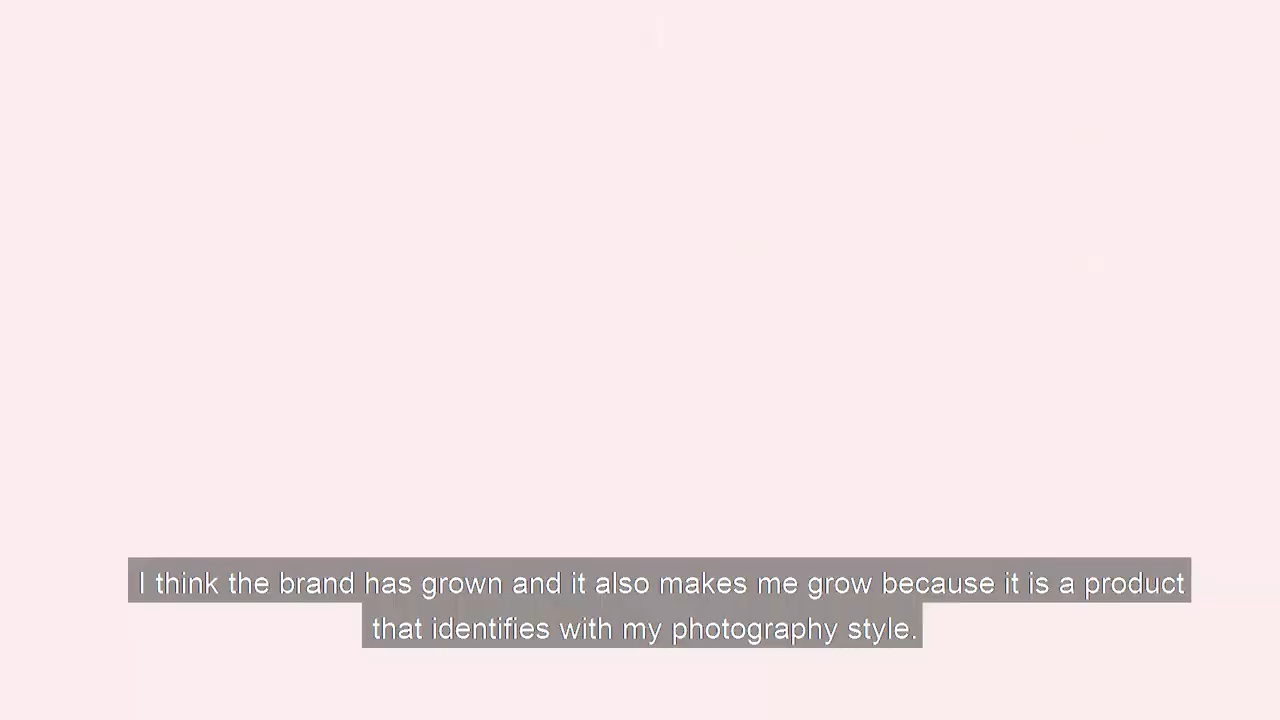 I think the brand has grown and it also makes me grow because it is a product
that identifies with my photography style.